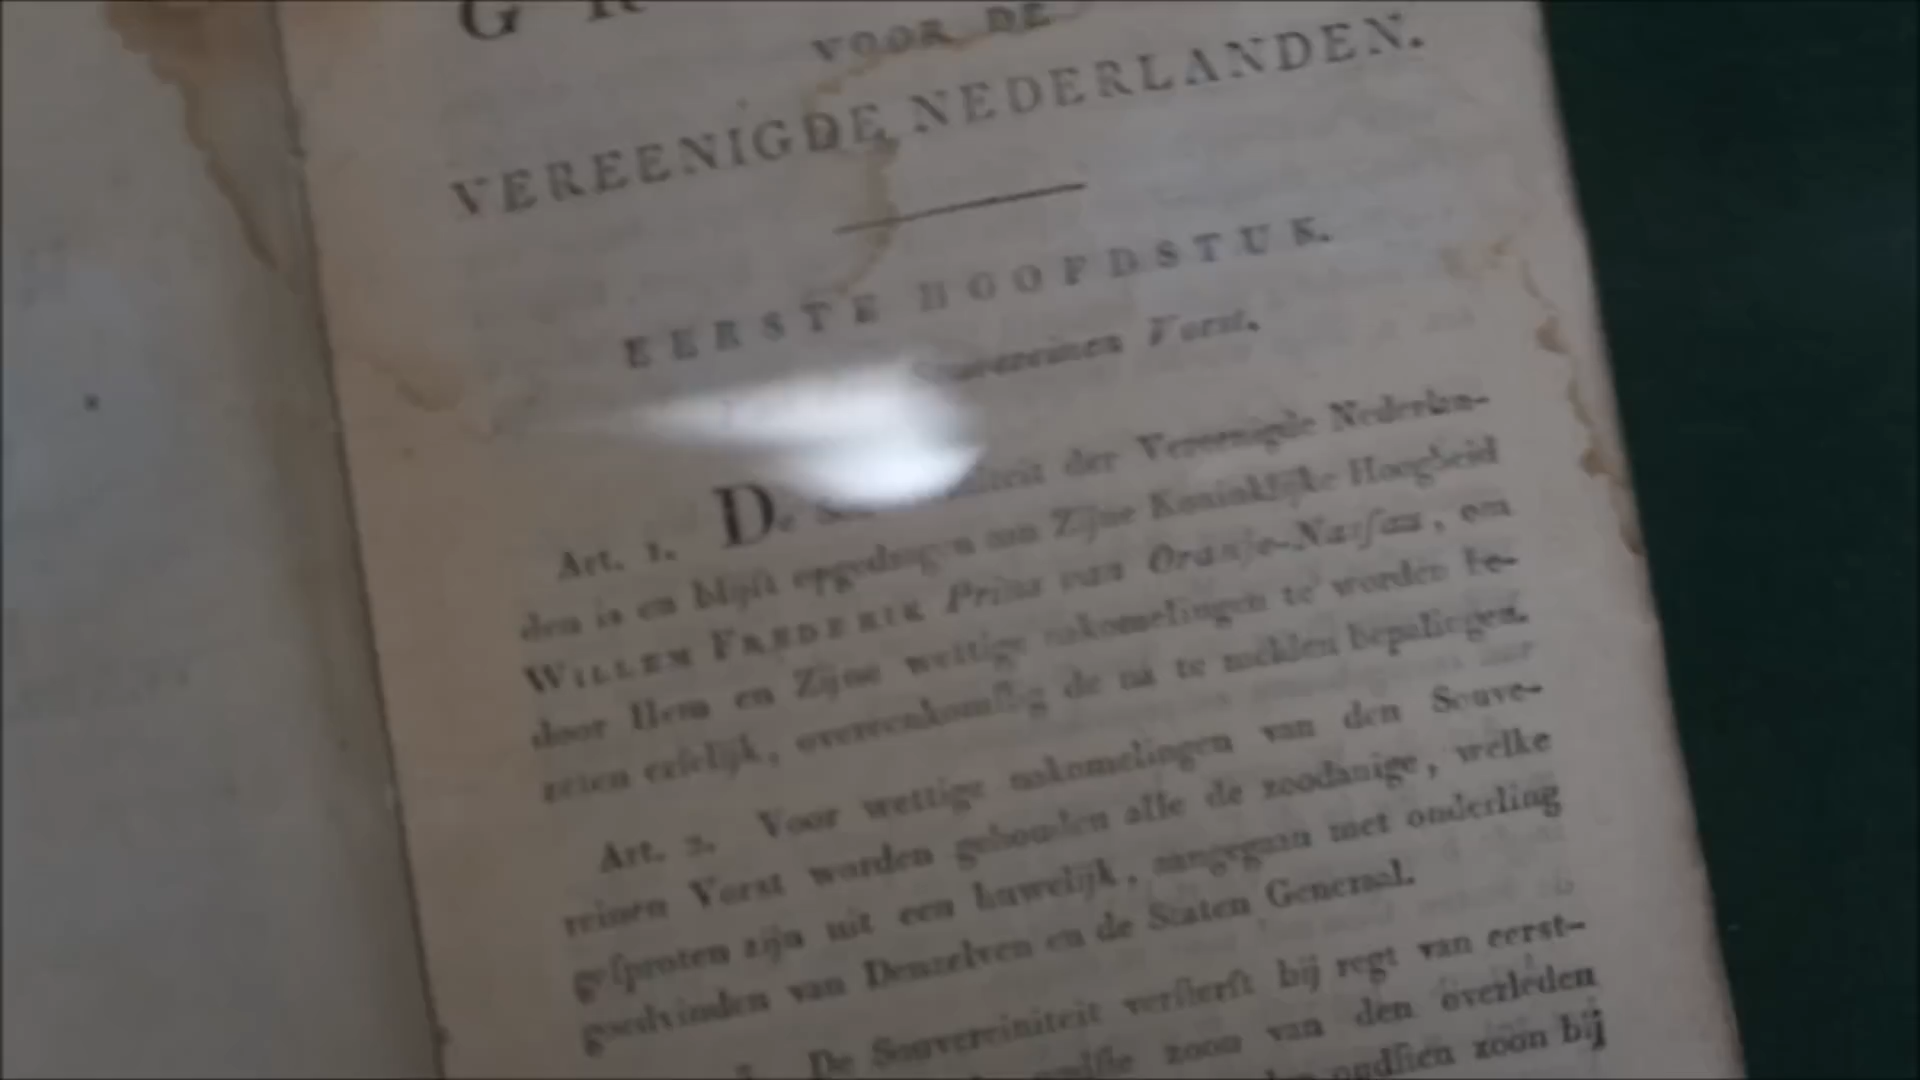 VOOR DE
VEREENIGDE NEDERLANDEN.
EERSTE HOOFDSTUK.
Souvereinen Vorst.
Art. 1. De der Vereenigde Nederlan-
den is en blijft opgedragen aan Zijne Koninklijke Hoogheid
WILLEM FREDERIK Prins van Oranje-Nasſau, om
door Hem en Zijne wettige nakomelingen te worden be-
zeten erfelijk, overeenkomſtig de na te melden bepalingen.
Art. 2. Voor wettige nakomelingen van den Souve-
reinen Vorst worden gehouden alle de zoodanige, welke
geſproten zijn uit een huwelijk, aangegaan met onderling
goedvinden van Denzelven en de Staten Generaal.
De Souvereiniteit verſterft bij regt van eerst-
zoon van den overleden
oudſten zoon bij